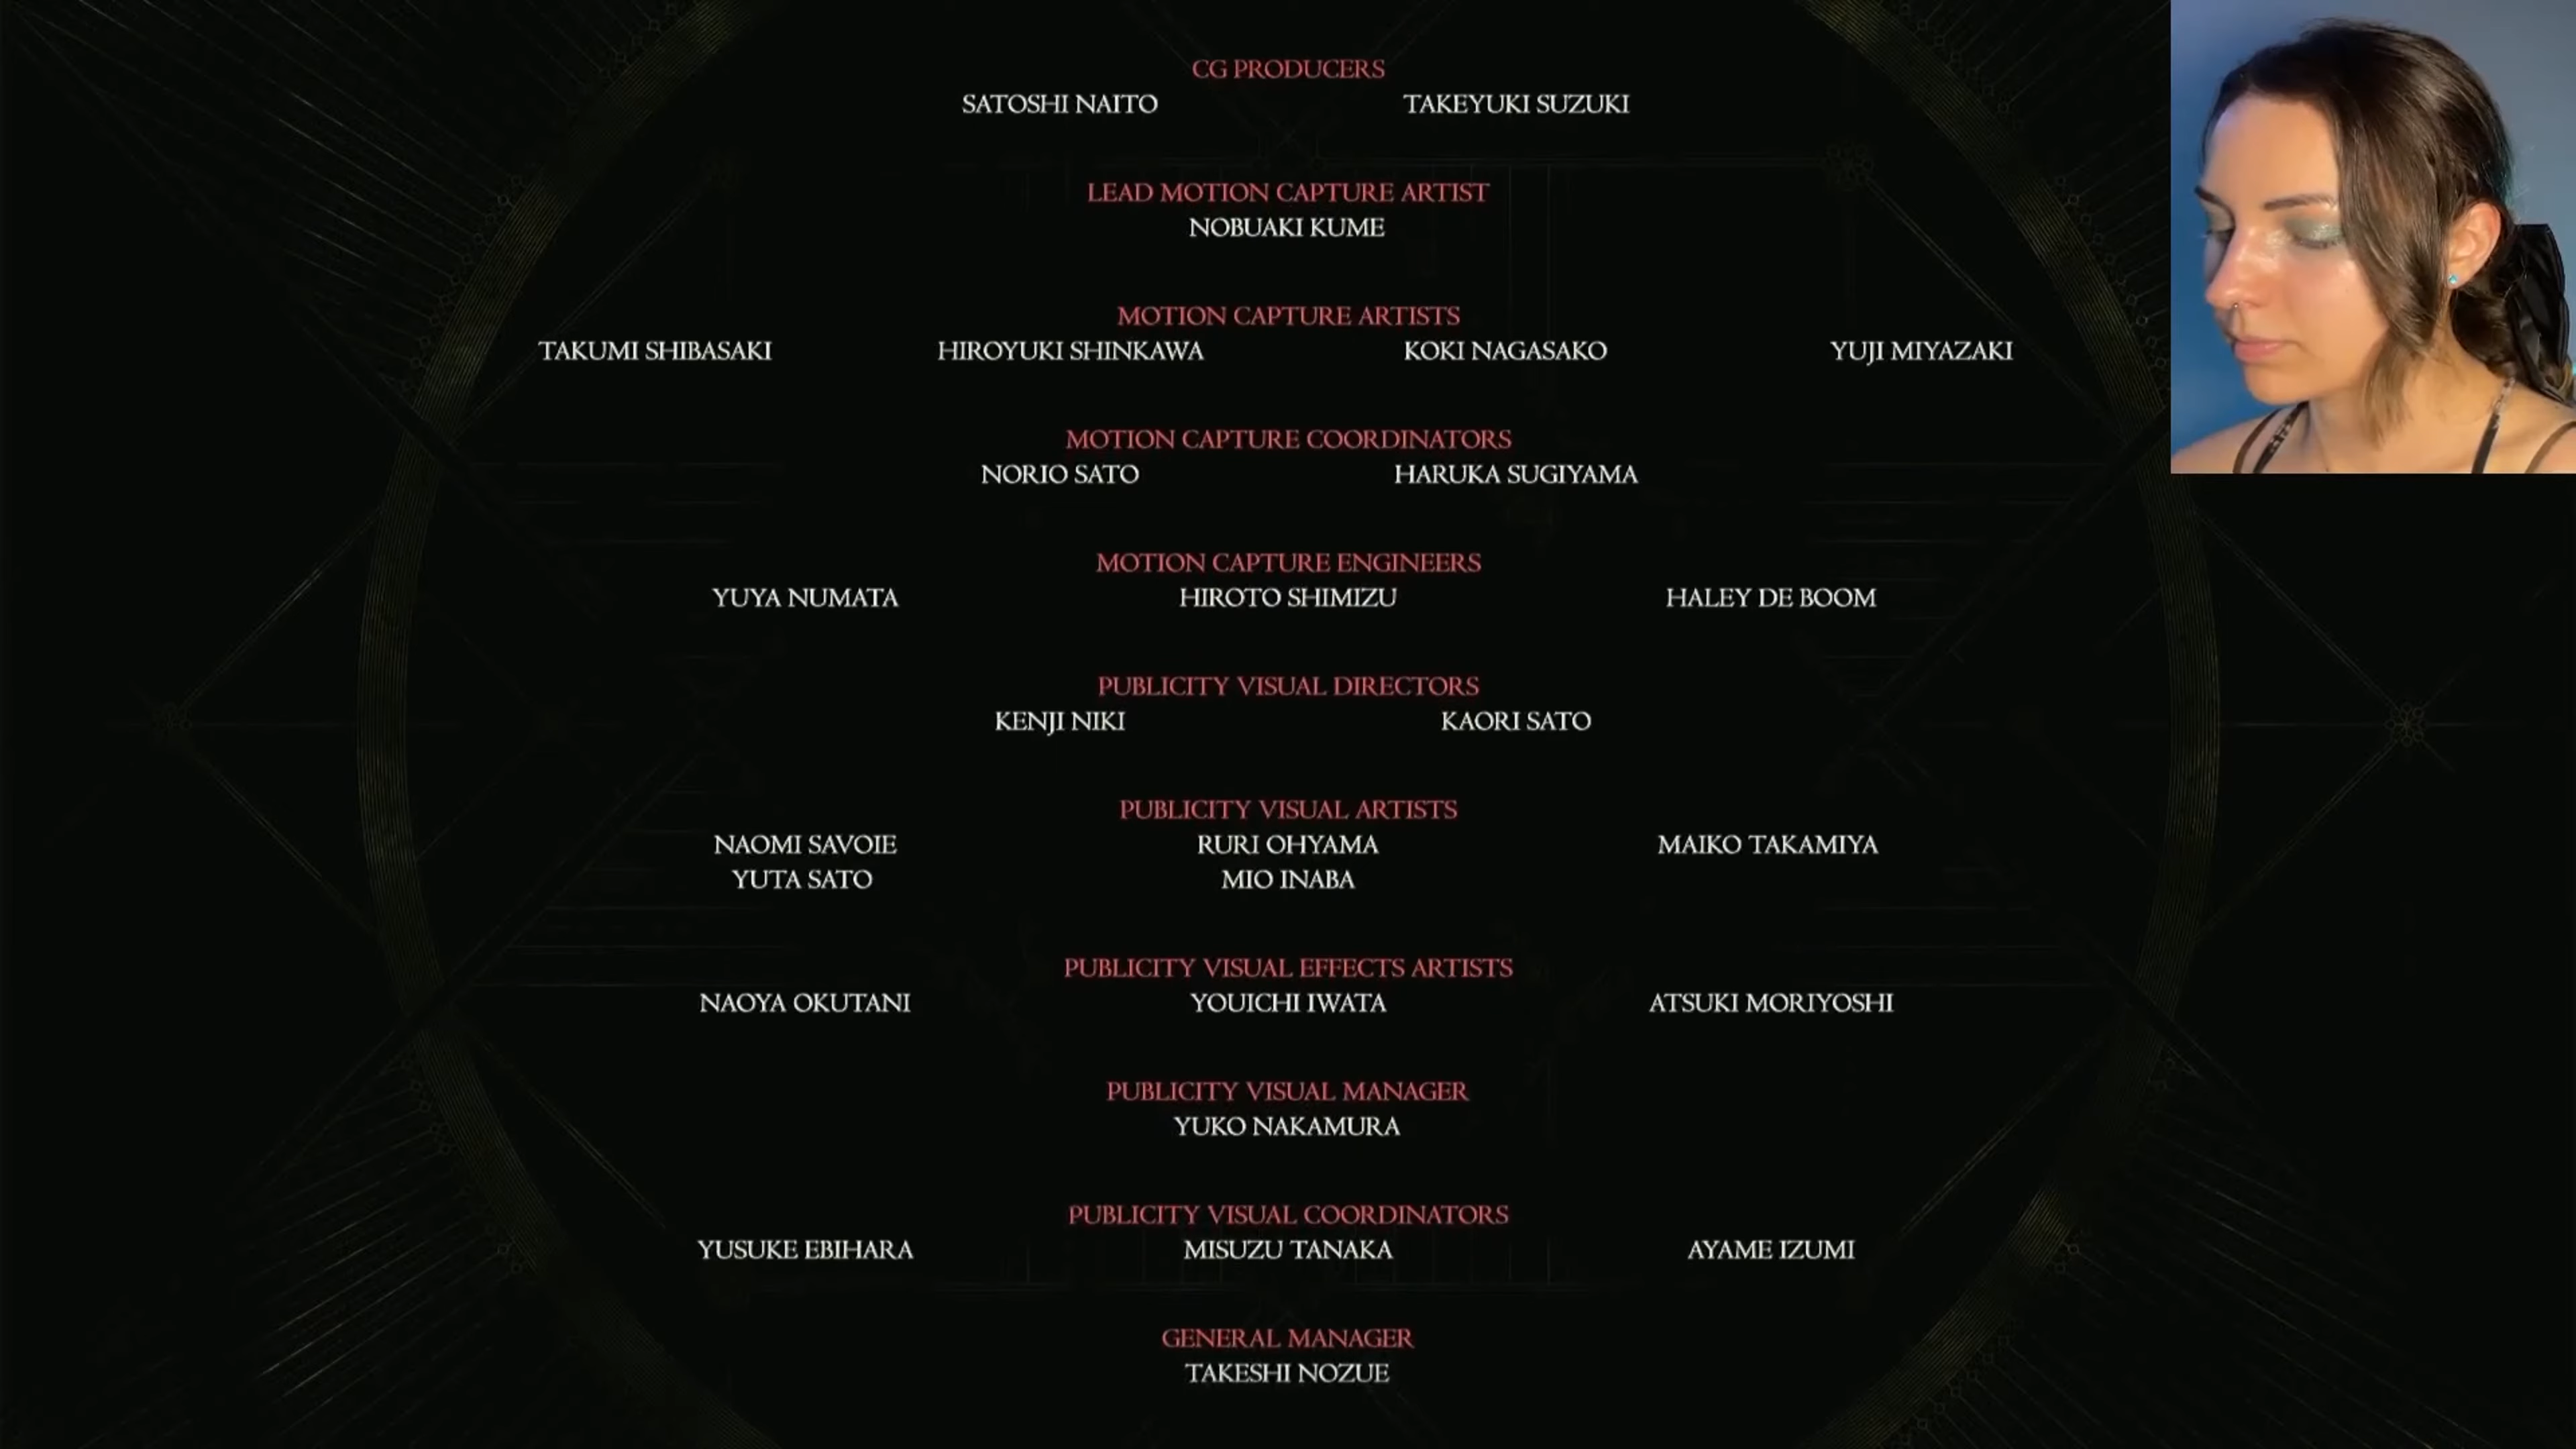 CG PRODUCERS
SATOSHI NAITO TAKEYUKI SUZUKI
LEAD MOTION CAPTURE ARTIST
NOBUAKI KUME
MOTION CAPTURE ARTISTS
TAKUMI SHIBASAKI HIROYUKI SHINKAWA KOKI NAGASAKO YUJI MIYAZAKI
MOTION CAPTURE COORDINATORS
NORIO SATO HARUKA SUGIYAMA
MOTION CAPTURE ENGINEERS
YUYA NUMATA HIROTO SHIMIZU HALEY DE BOOM
PUBLICITY VISUAL DIRECTORS
KENJI NIKI KAORI SATO
PUBLICITY VISUAL ARTISTS
NAOMI SAVOIE RURI OHYAMA MAIKO TAKAMIYA
YUTA SATO MIO INABA
PUBLICITY VISUAL EFFECTS ARTISTS
NAOYA OKUTANI YOUICHI IWATA ATSUKI MORIYOSHI
PUBLICITY VISUAL MANAGER
YUKO NAKAMURA
PUBLICITY VISUAL COORDINATORS
YUSUKE EBIHARA MISUZU TANAKA AYAME IZUMI
GENERAL MANAGER
TAKESHI NOZUE